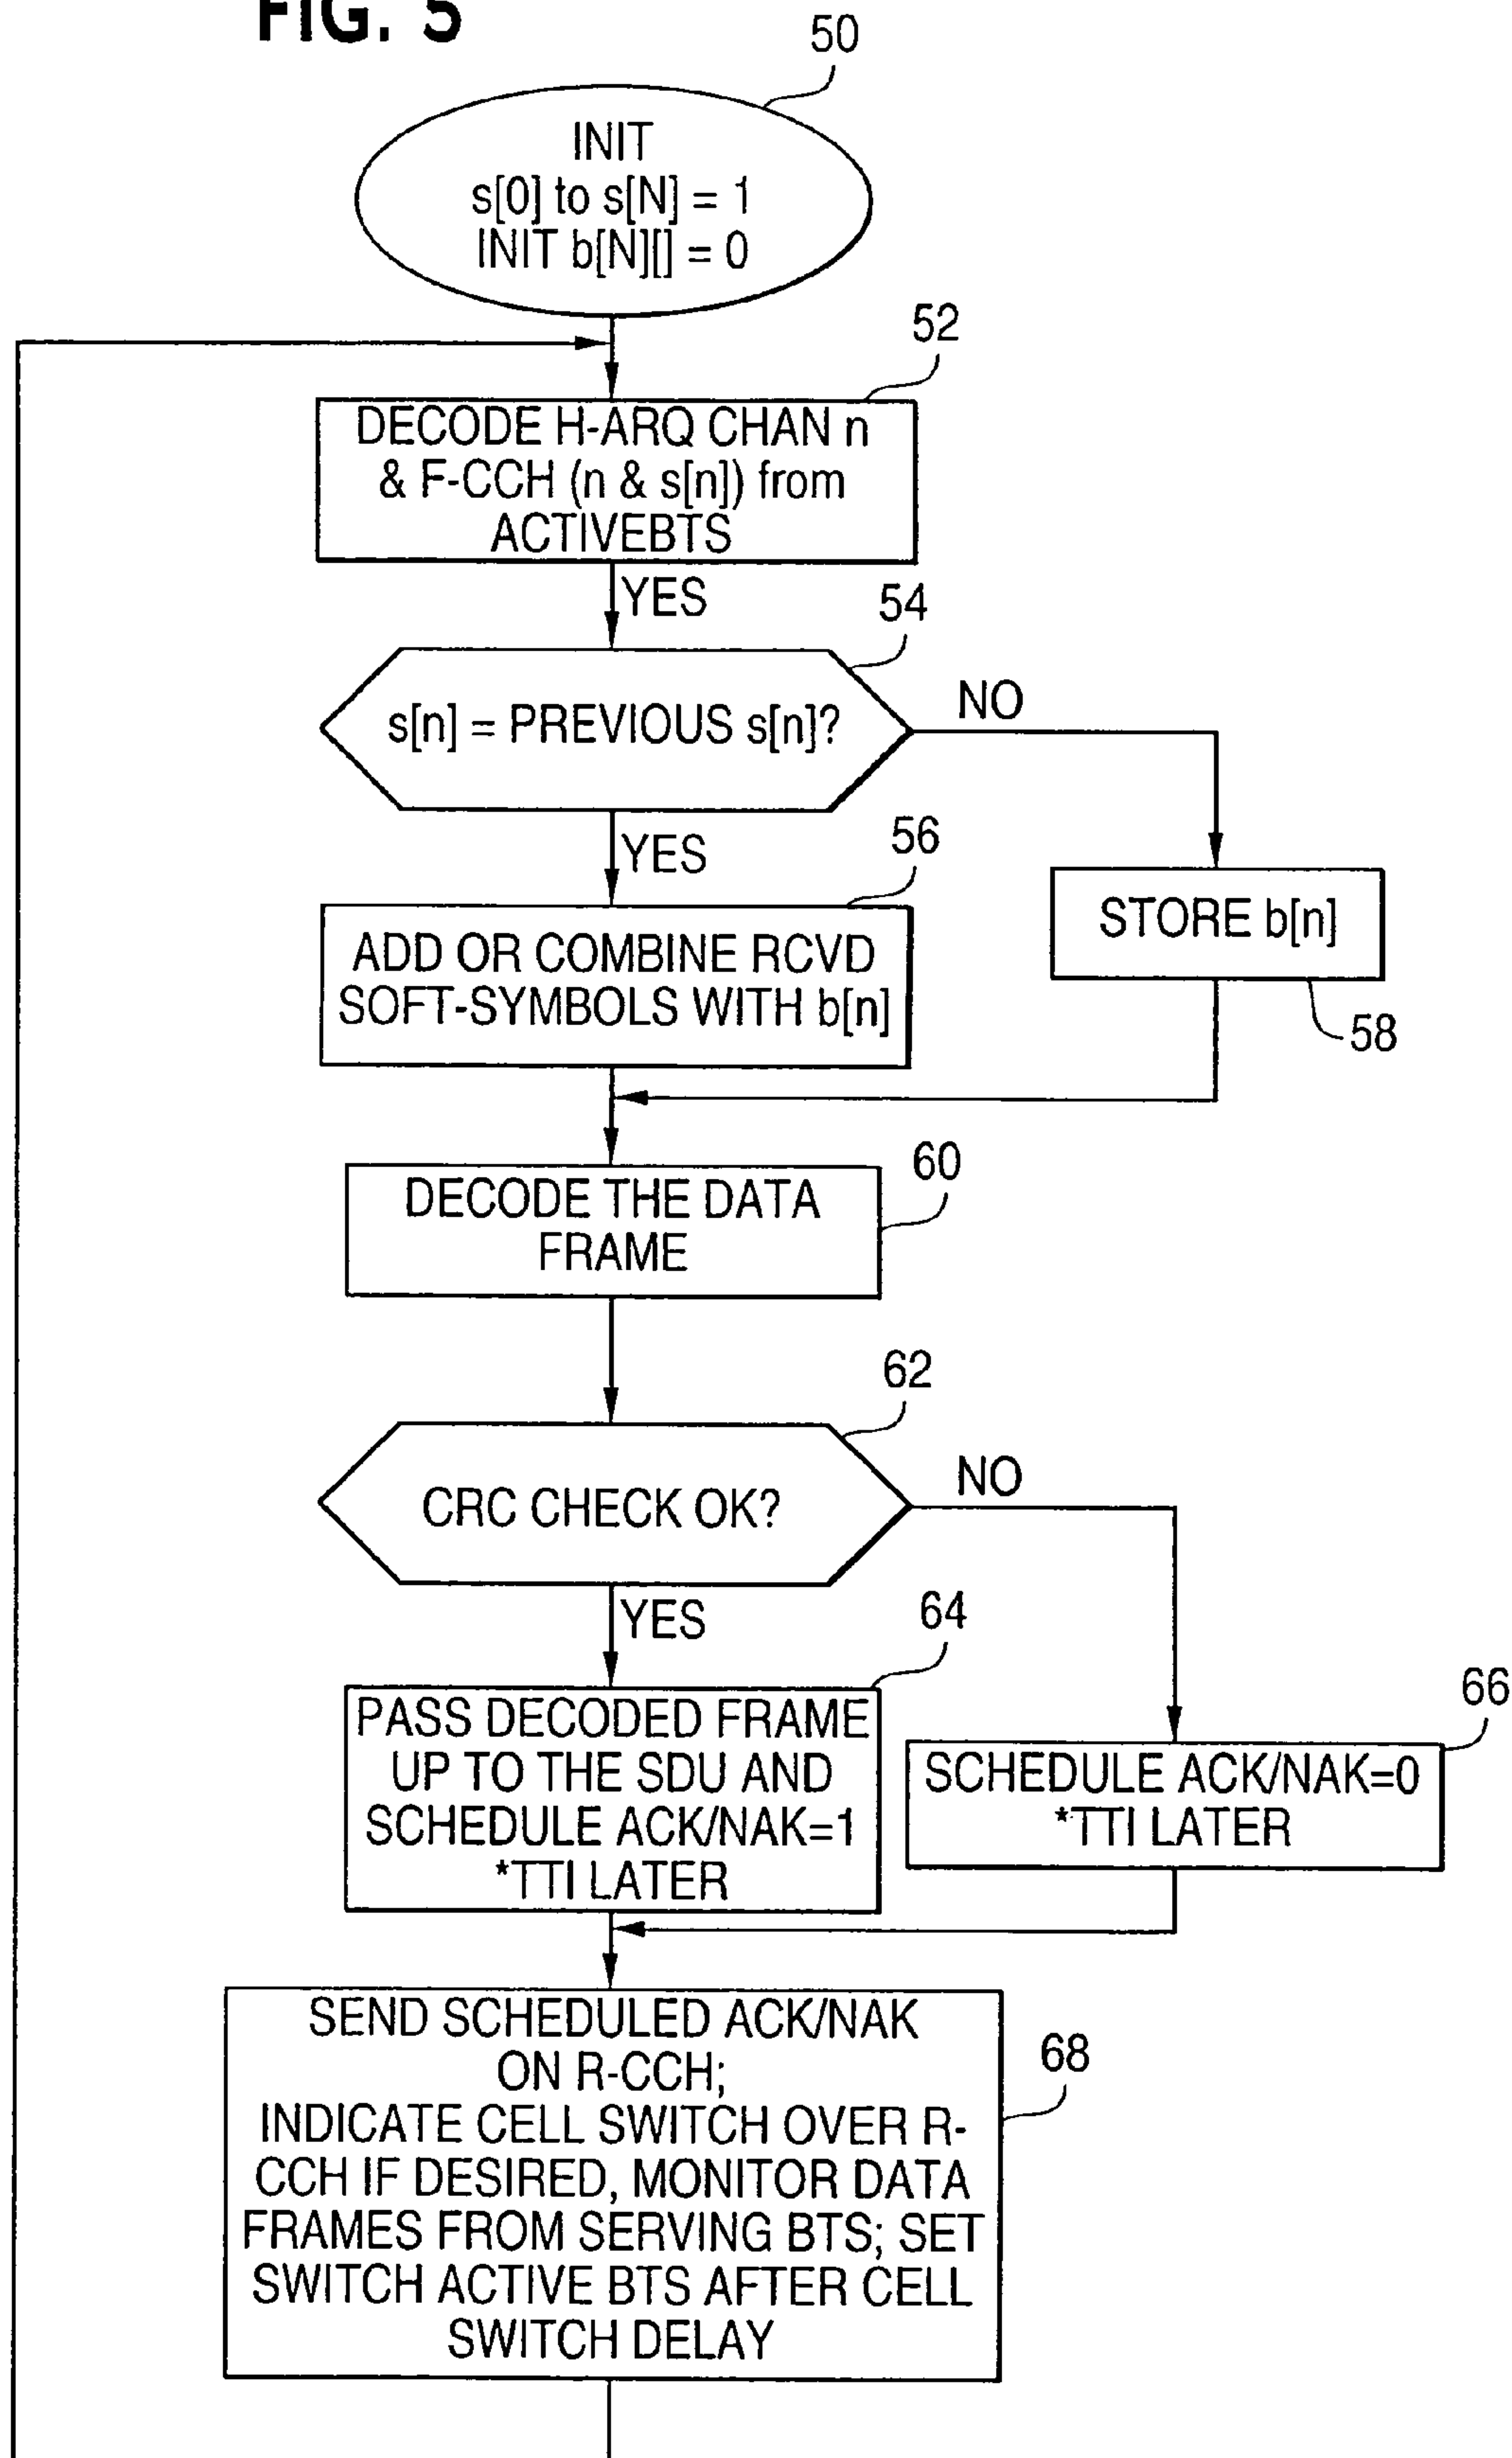 FIG. 5
50
INIT
s[0] to s[N] = 1
INIT b[N][] = 0
52
DECODE H-ARQ CHAN n
& F-CCH (n & s[n]) from
ACTIVEBTS
YES
54
s[n] = PREVIOUS s[n]?
NO
YES
56
ADD OR COMBINE RCVD
SOFT-SYMBOLS WITH b[n]
STORE b[n]
58
60
DECODE THE DATA
FRAME
62
CRC CHECK OK?
NO
YES
64
PASS DECODED FRAME
UP TO THE SDU AND
SCHEDULE ACK/NAK=1
*TTI LATER
66
SCHEDULE ACK/NAK=0
*TTI LATER
68
SEND SCHEDULED ACK/NAK
ON R-CCH;
INDICATE CELL SWITCH OVER R-
CCH IF DESIRED, MONITOR DATA
FRAMES FROM SERVING BTS; SET
SWITCH ACTIVE BTS AFTER CELL
SWITCH DELAY